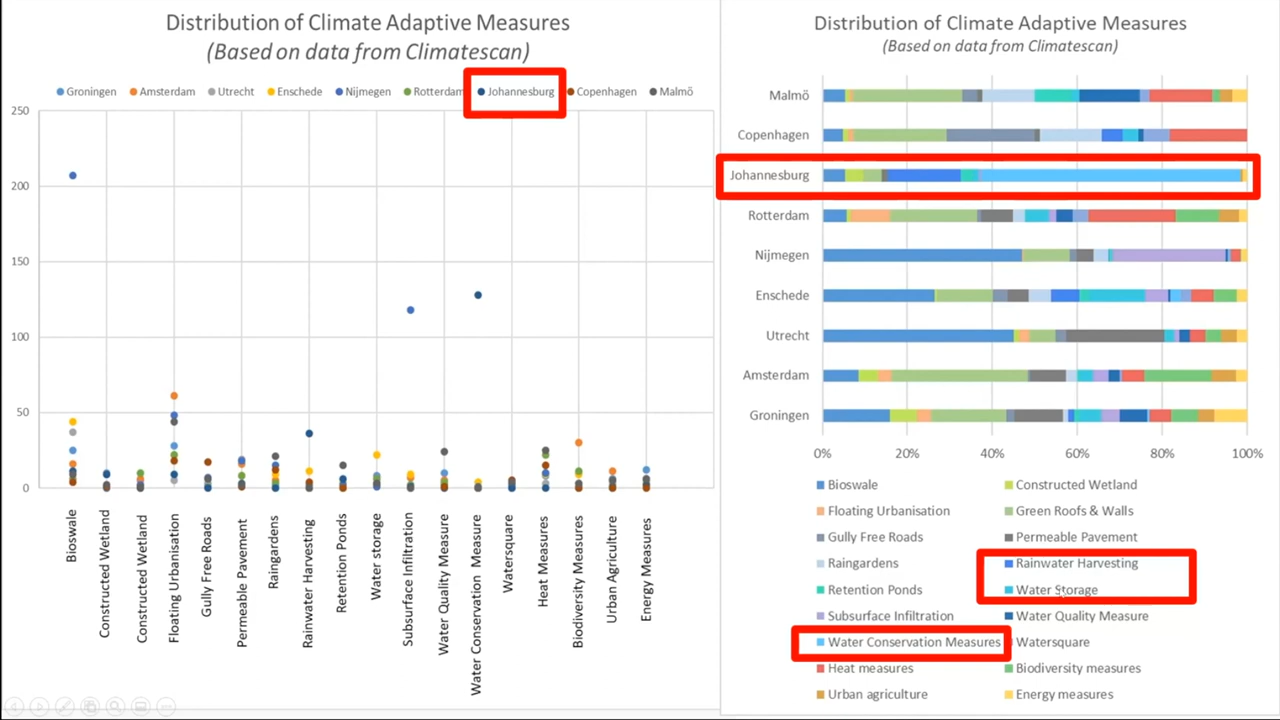 Distribution of Climate Adaptive Measures
(Based on data from Climatescan)
Groningen Amsterdam Utrecht Enschede Nijmegen Rotterdam Johannesburg Copenhagen Malmö
250
200
150
100
50
0
Bioswale
Constructed Wetland
Constructed Wetland
Floating Urbanisation
Gully Free Roads
Permeable Pavement
Raingardens
Rainwater Harvesting
Retention Ponds
Water storage
Subsurface Infiltration
Water Quality Measure
Water Conservation Measure
Watersquare
Heat Measures
Biodiversity Measures
Urban Agriculture
Energy Measures
Distribution of Climate Adaptive Measures
(Based on data from Climatescan)
Malmö
Copenhagen
Johannesburg
Rotterdam
Nijmegen
Enschede
Utrecht
Amsterdam
Groningen
0% 20% 40% 60% 80% 100%
Bioswale Constructed Wetland
Floating Urbanisation Green Roofs & Walls
Gully Free Roads Permeable Pavement
Raingardens Rainwater Harvesting
Retention Ponds Water Storage
Subsurface Infiltration Water Quality Measure
Water Conservation Measures Watersquare
Heat measures Biodiversity measures
Urban agriculture Energy measures